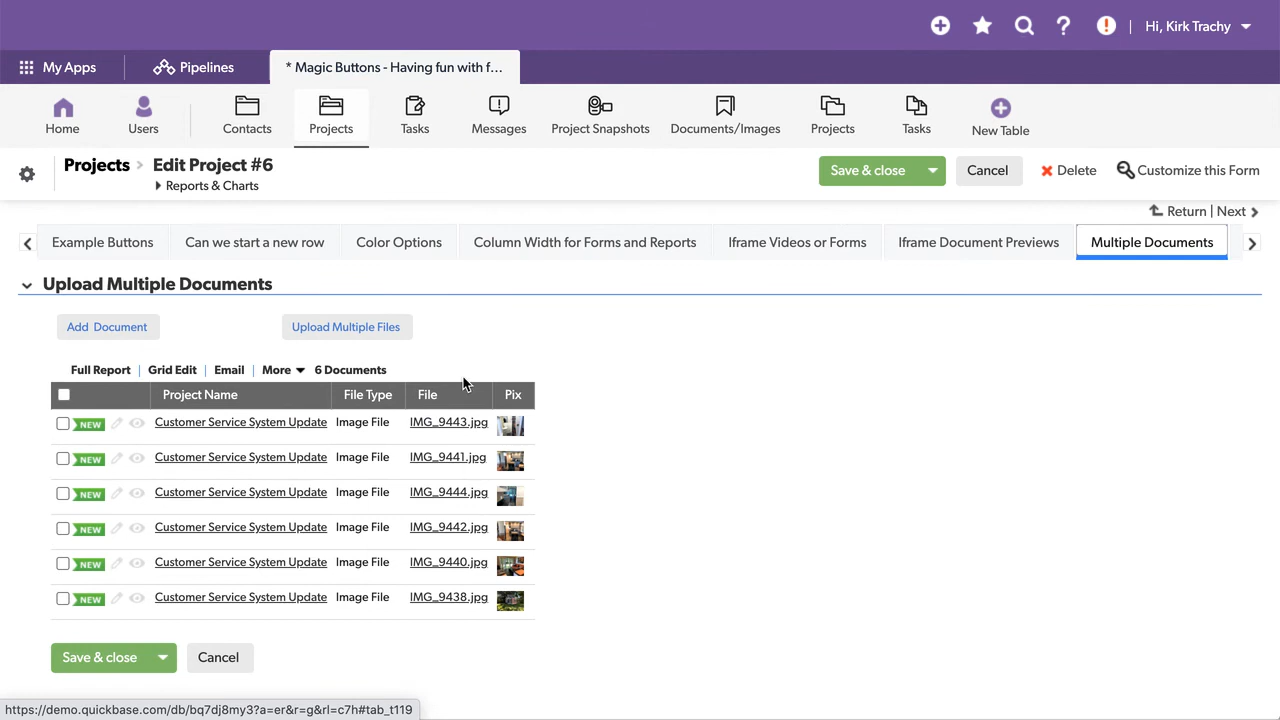 Hi, Kirk Trachy
My Apps
Pipelines
* Magic Buttons - Having fun with f...
Home
Users
Contacts
Projects
Tasks
Messages
Project Snapshots
Documents/Images
Projects
Tasks
New Table
Projects
Edit Project #6
Reports & Charts
Save & close
Cancel
Delete
Customize this Form
Return | Next
Example Buttons
Can we start a new row
Color Options
Column Width for Forms and Reports
Iframe Videos or Forms
Iframe Document Previews
Multiple Documents
Upload Multiple Documents
Add Document
Upload Multiple Files
Full Report | Grid Edit | Email | More 6 Documents
Project Name File Type File Pix
NEW Customer Service System Update Image File IMG_9443.jpg
NEW Customer Service System Update Image File IMG_9441.jpg
NEW Customer Service System Update Image File IMG_9444.jpg
NEW Customer Service System Update Image File IMG_9442.jpg
NEW Customer Service System Update Image File IMG_9440.jpg
NEW Customer Service System Update Image File IMG_9438.jpg
Save & close
Cancel
https://demo.quickbase.com/db/bq7dj8my3?a=er&r=g&rl=c7h#tab_t119